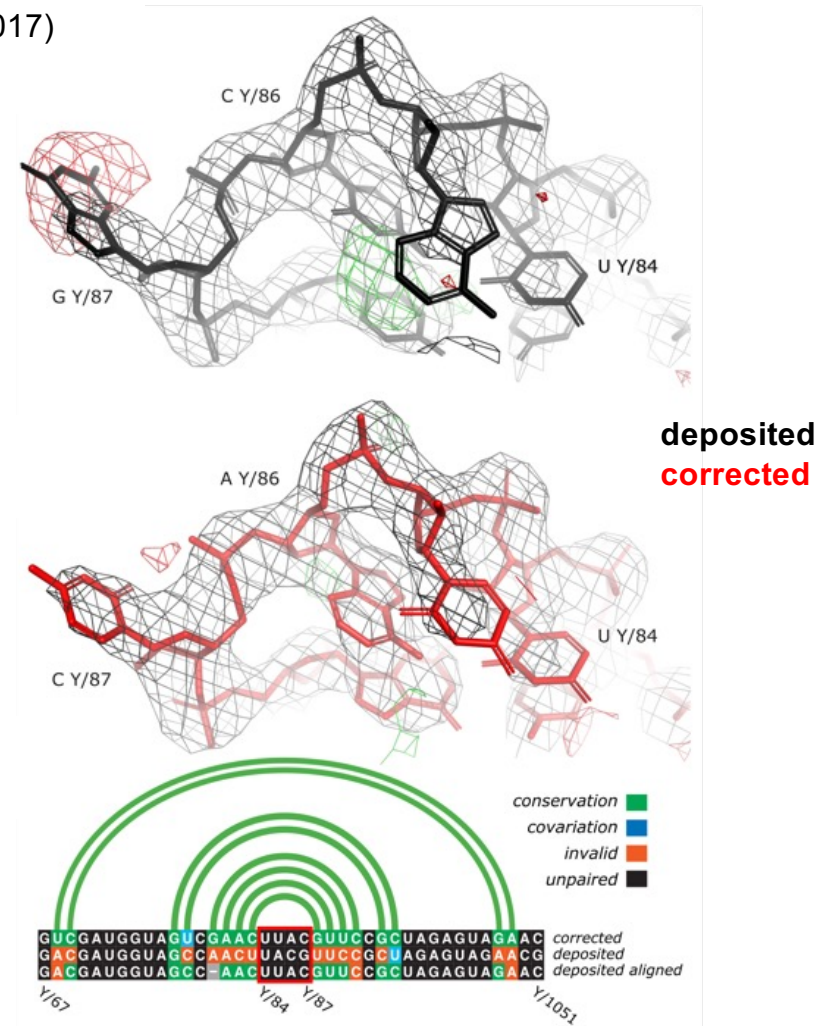 017)
C Y/86
U Y/84
G Y/87
deposited
corrected
A Y/86
U Y/84
C Y/87
conservation
covariation
invalid
unpaired
GUCGAUGGUAGUCGAACUUACGUUCCGCUAGAGUAGAAC corrected
GACGAUGGUAGCCAACUUACGUUCCGCUAGAGUAGAACG deposited
GACGAUGGUAGCC-AACUUACGUUCCGCUAGAGUAGAAC deposited aligned
Y/67 Y/84 Y/87 Y/1051